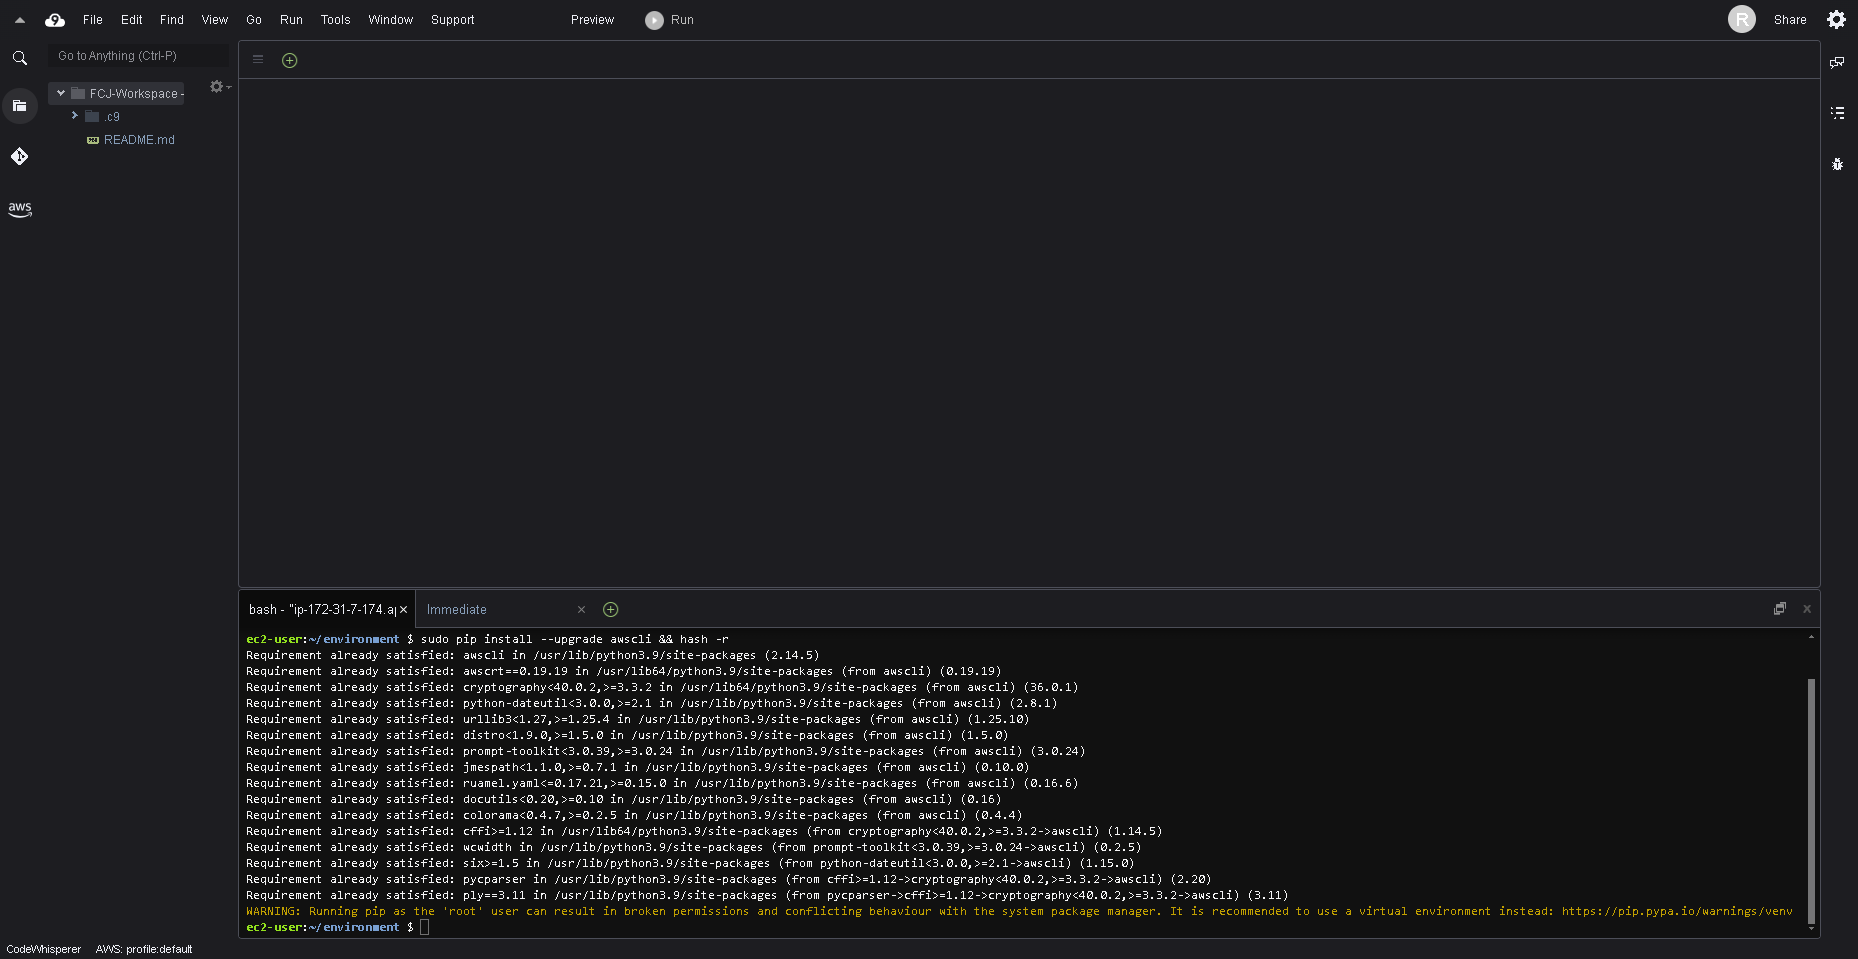 File Edit Find View Go Run Tools Window Support Preview Run R Share
Go to Anything (Ctrl-P)
FCJ-Workspace -
.c9
README.md
aws
bash - "ip-172-31-7-174.ap
Immediate
ec2-user:~/environment $ sudo pip install --upgrade awscli && hash -r
Requirement already satisfied: awscli in /usr/lib/python3.9/site-packages (2.14.5)
Requirement already satisfied: awscrt==0.19.19 in /usr/lib64/python3.9/site-packages (from awscli) (0.19.19)
Requirement already satisfied: cryptography<40.0.2,>=3.3.2 in /usr/lib64/python3.9/site-packages (from awscli) (36.0.1)
Requirement already satisfied: python-dateutil<3.0.0,>=2.1 in /usr/lib/python3.9/site-packages (from awscli) (2.8.1)
Requirement already satisfied: urllib3<1.27,>=1.25.4 in /usr/lib/python3.9/site-packages (from awscli) (1.25.10)
Requirement already satisfied: distro<1.9.0,>=1.5.0 in /usr/lib/python3.9/site-packages (from awscli) (1.5.0)
Requirement already satisfied: prompt-toolkit<3.0.39,>=3.0.24 in /usr/lib/python3.9/site-packages (from awscli) (3.0.24)
Requirement already satisfied: jmespath<1.1.0,>=0.7.1 in /usr/lib/python3.9/site-packages (from awscli) (0.10.0)
Requirement already satisfied: ruamel.yaml<=0.17.21,>=0.15.0 in /usr/lib/python3.9/site-packages (from awscli) (0.16.6)
Requirement already satisfied: docutils<0.20,>=0.10 in /usr/lib/python3.9/site-packages (from awscli) (0.16)
Requirement already satisfied: colorama<0.4.7,>=0.2.5 in /usr/lib/python3.9/site-packages (from awscli) (0.4.4)
Requirement already satisfied: cffi>=1.12 in /usr/lib64/python3.9/site-packages (from cryptography<40.0.2,>=3.3.2->awscli) (1.14.5)
Requirement already satisfied: wcwidth in /usr/lib/python3.9/site-packages (from prompt-toolkit<3.0.39,>=3.0.24->awscli) (0.2.5)
Requirement already satisfied: six>=1.5 in /usr/lib/python3.9/site-packages (from python-dateutil<3.0.0,>=2.1->awscli) (1.15.0)
Requirement already satisfied: pycparser in /usr/lib/python3.9/site-packages (from cffi>=1.12->cryptography<40.0.2,>=3.3.2->awscli) (2.20)
Requirement already satisfied: ply==3.11 in /usr/lib/python3.9/site-packages (from pycparser->cffi>=1.12->cryptography<40.0.2,>=3.3.2->awscli) (3.11)
WARNING: Running pip as the 'root' user can result in broken permissions and conflicting behaviour with the system package manager. It is recommended to use a virtual environment instead: https://pip.pypa.io/warnings/venv
ec2-user:~/environment $
CodeWhisperer AWS: profile:default